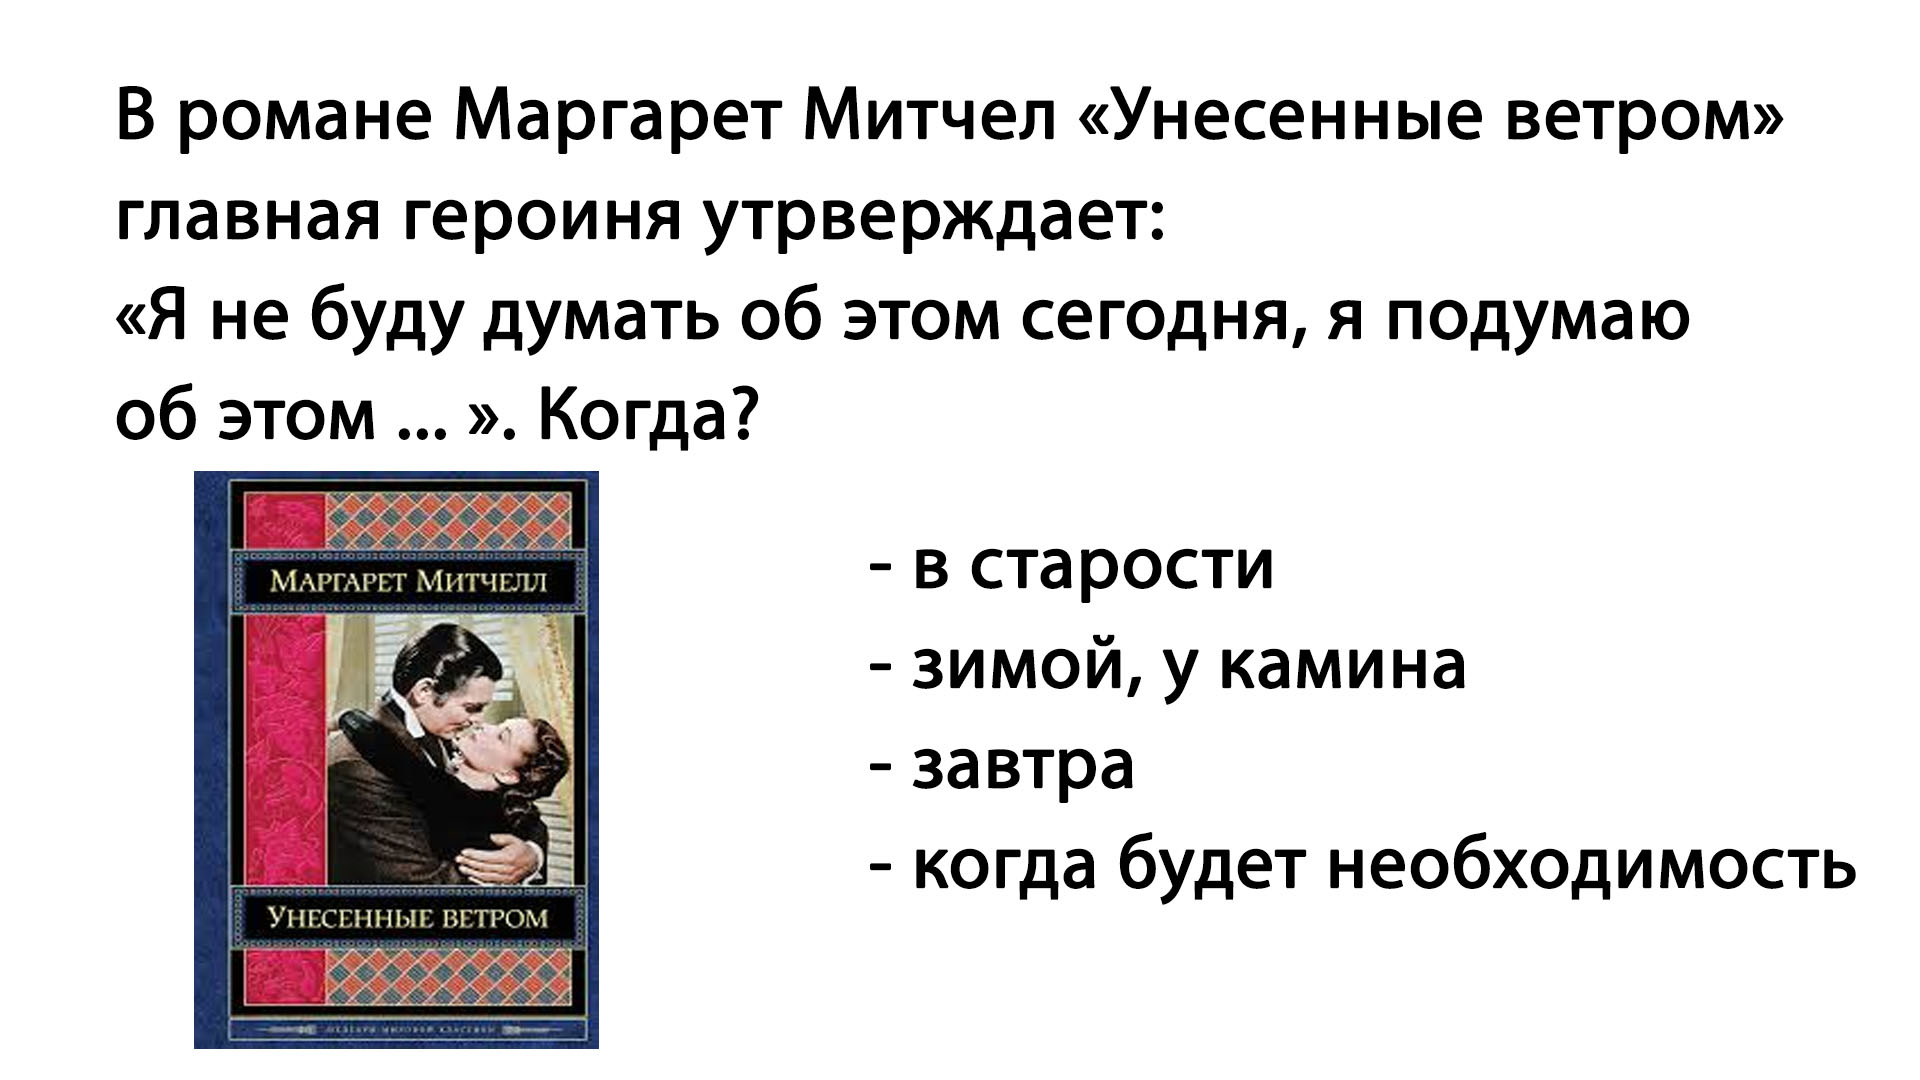 В романе Маргарет Митчел «Унесенные ветром»
главная героиня утрверждает:
«Я не буду думать об этом сегодня, я подумаю
об этом ... ». Когда?
МАРГАРЕТ МИТЧЕЛЛ
УНЕСЕННЫЕ ВЕТРОМ
- в старости
- зимой, у камина
- завтра
- когда будет необходимость